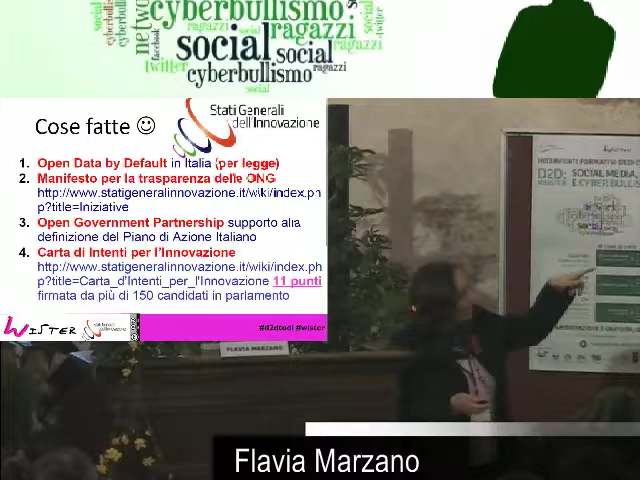 cyberbullismo
ragazzi
network
social
social
ragazzi
twitter
facebook
ragazzi
cyberbullismo
social
Stati Generali
dell'Innovazione
Cose fatte ☺
1. Open Data by Default in Italia (per legge)
2. Manifesto per la trasparenza delle ONG
http://www.statigeneralinnovazione.it/wiki/index.ph
p?title=Iniziative
3. Open Government Partnership supporto alla
definizione del Piano di Azione Italiano
4. Carta di Intenti per l'Innovazione
http://www.statigeneralinnovazione.it/wiki/index.ph
p?title=Carta_d'Intenti_per_l'Innovazione 11 punti
firmata da più di 150 candidati in parlamento
WISTER
#d2dtodi #wister
D2D: SOCIAL MEDIA,
E CYBERBULLIS
FLAVIA MARZANO
Flavia Marzano